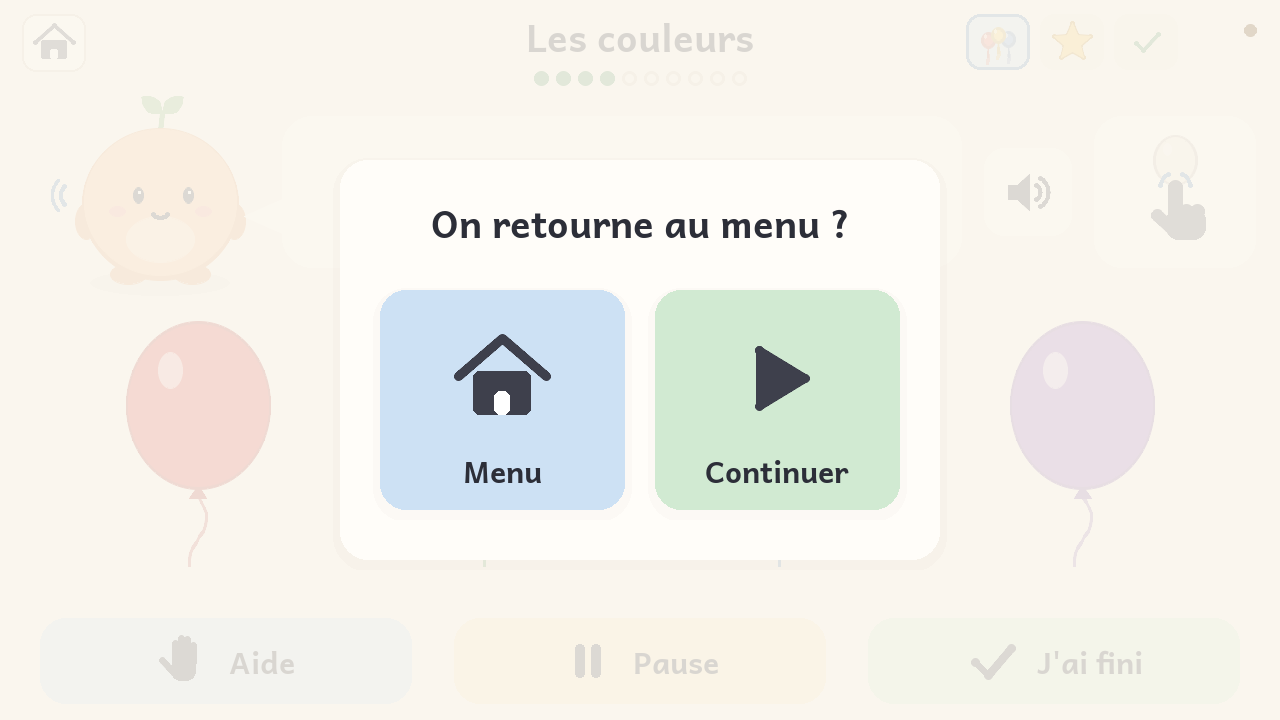 Les couleurs
On retourne au menu ?
Menu
Continuer
Aide
Pause
J'ai fini